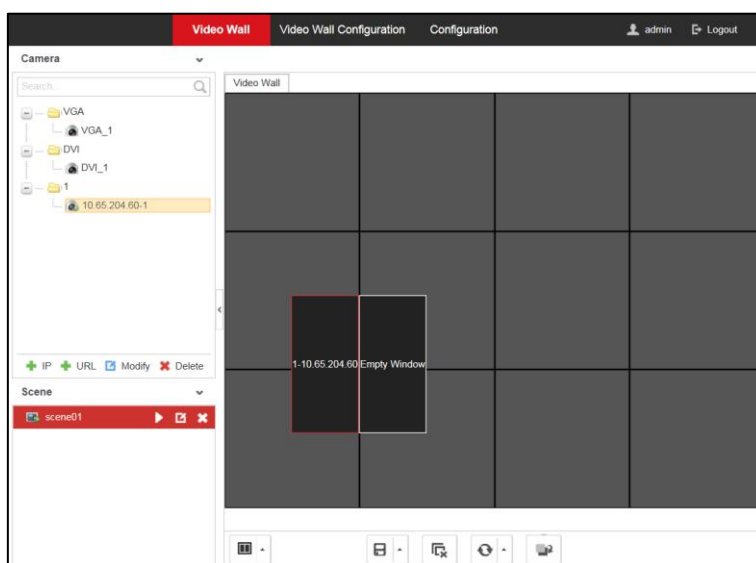 Video Wall Video Wall Configuration Configuration admin Logout
Camera
Search...
VGA
VGA_1
DVI
DVI_1
1
10.65.204.60-1
IP URL Modify Delete
Scene
scene01
Video Wall
1-10.65.204.60 Empty Window
2